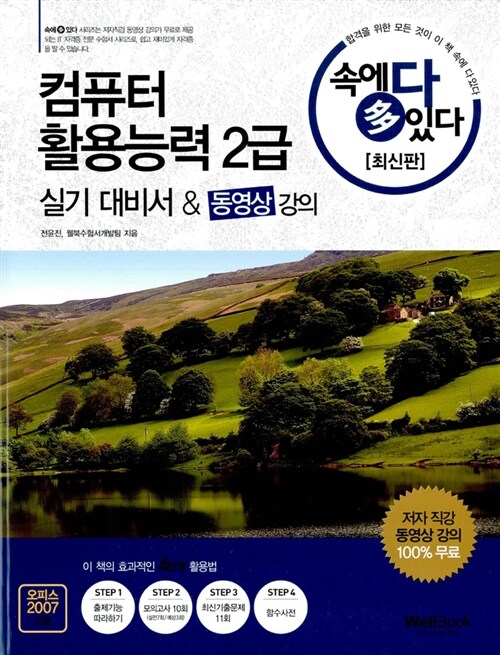 속에多있다 시리즈는 저자직강 동영상 강의가 무료로 제공
되는 IT 자격증 전문 수험서 시리즈로, 쉽고 재미있게 자격증
을 딸 수 있습니다.
합격을 위한 모든 것이 이 책 속에 다 있다
속에다
多있다
[최신판]
컴퓨터
활용능력 2급
실기 대비서 & 동영상 강의
전윤진, 웰북수험서개발팀 지음
저자 직강
동영상 강의
100% 무료
이 책의 효과적인 활용법
오피스
2007
STEP 1
출제기능
따라하기
STEP 2
모의고사 10회
(실전7회/예상3회)
STEP 3
최신기출문제
11회
STEP 4
함수사전
WellBook